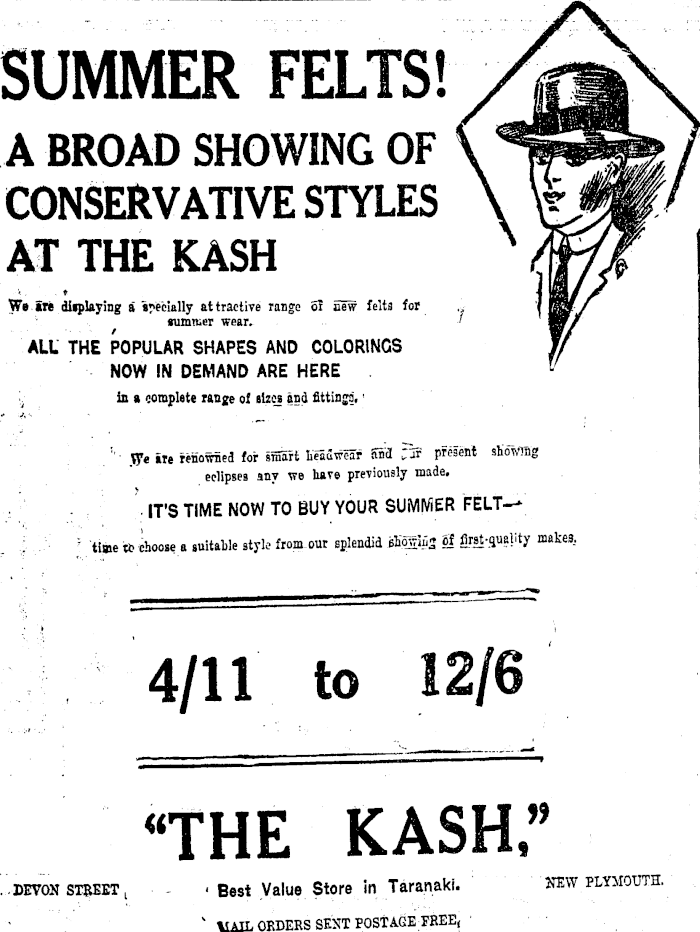 SUMMER FELTS!
A BROAD SHOWING OF
CONSERVATIVE STYLES
AT THE KASH
We are displaying a specially attractive range of new felts for
summer wear.
ALL THE POPULAR SHAPES AND COLORINGS
NOW IN DEMAND ARE HERE
in a complete range of sizes and fittings.
We are renowned for smart headwear and our present showing
eclipses any we have previously made.
IT'S TIME NOW TO BUY YOUR SUMMER FELT—
time to choose a suitable style from our splendid showing of first-quality makes.
4/11 to 12/6
"THE KASH,"
DEVON STREET Best Value Store in Taranaki. NEW PLYMOUTH.
MAIL ORDERS SENT POSTAGE FREE,